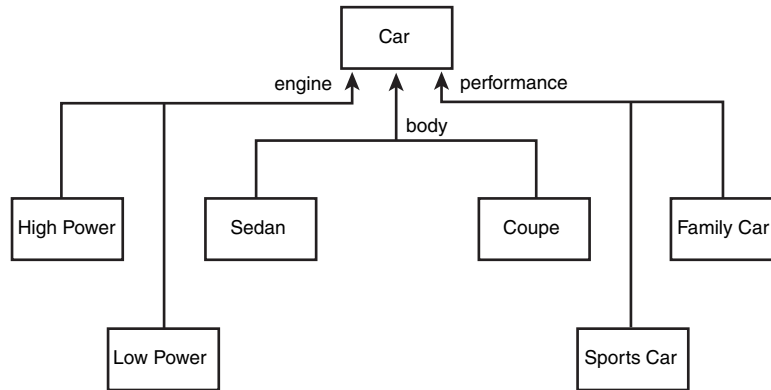 Car
engine
performance
body
High Power
Sedan
Coupe
Family Car
Low Power
Sports Car